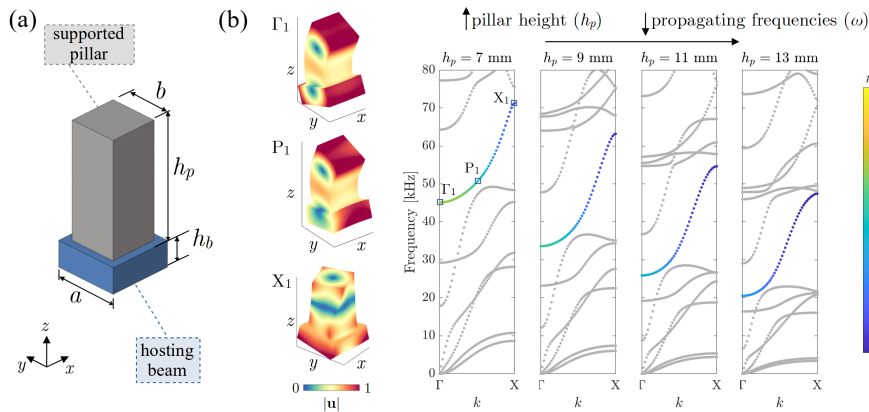 (a)
supported
pillar
b
h_p
h_b
a
z
y
x
hosting
beam
(b)
Γ₁
z
y
x
P₁
z
y
x
X₁
z
y
x
0
1
|u|
↑pillar height (h_p)
↓propagating frequencies (ω)
h_p = 7 mm
h_p = 9 mm
h_p = 11 mm
h_p = 13 mm
Frequency [kHz]
80
70
60
50
40
30
20
10
0
X₁
P₁
Γ₁
Γ
X
Γ
X
Γ
X
Γ
X
k
k
k
k